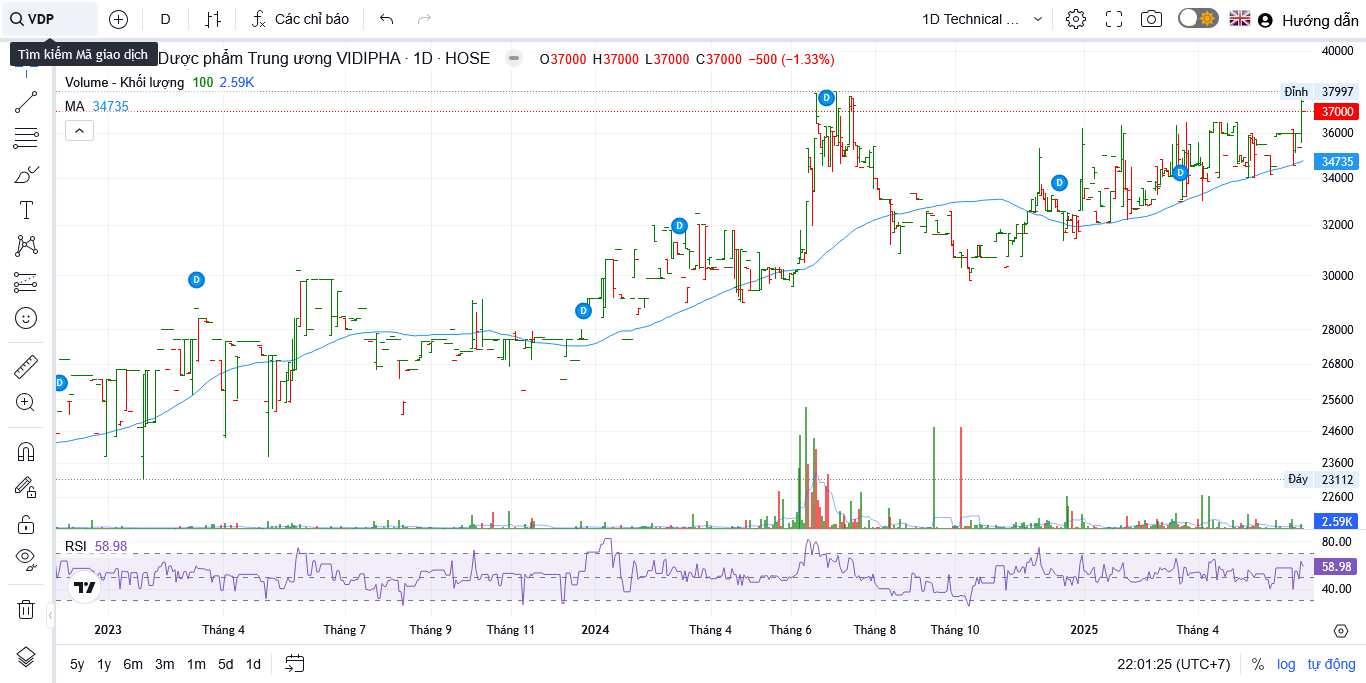 VDP D Các chỉ báo 1D Technical ... Hướng dẫn
Tìm kiếm Mã giao dịch
Dược phẩm Trung ương VIDIPHA · 1D · HOSE O37000 H37000 L37000 C37000 −500 (−1.33%)
Volume - Khối lượng 100 2.59K
MA 34735
40000
Đỉnh 37997
37000
36000
34735
34000
32000
30000
28000
26800
25600
24600
23600
Đáy 23112
22600
2.59K
D
D
D
D
D
D
D
RSI 58.98
80.00
58.98
40.00
2023 Tháng 4 Tháng 7 Tháng 9 Tháng 11 2024 Tháng 4 Tháng 6 Tháng 8 Tháng 10 2025 Tháng 4
5y 1y 6m 3m 1m 5d 1d 22:01:25 (UTC+7) % log tự động